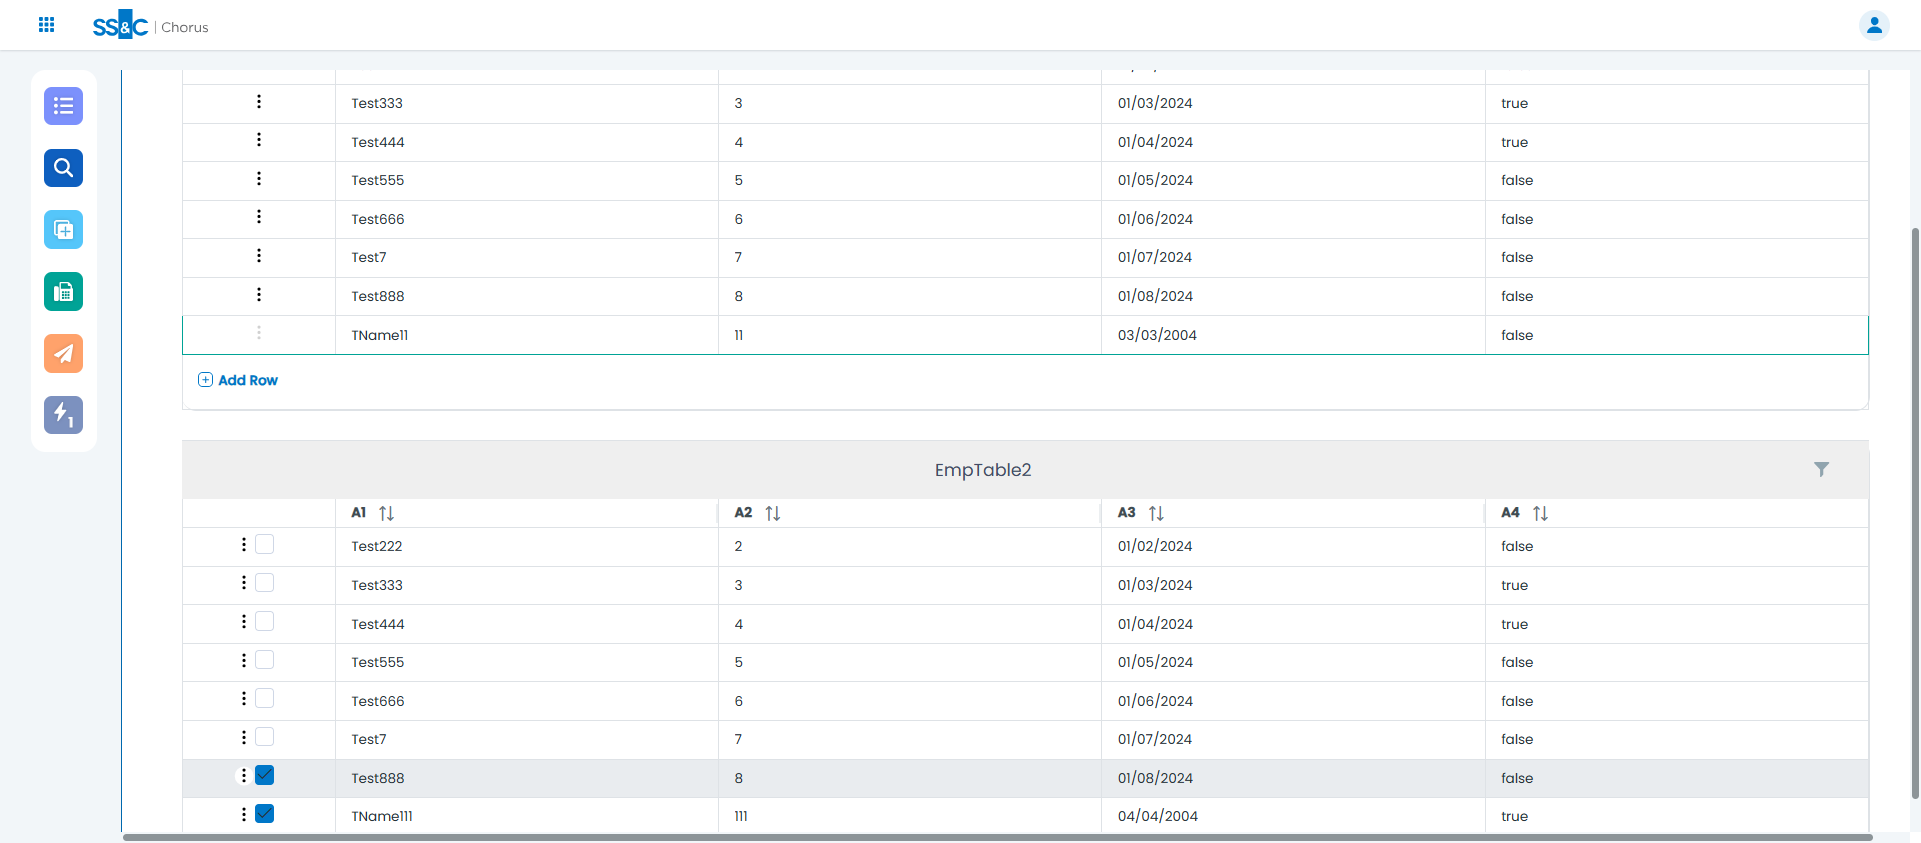 SS&C | Chorus
Test333 3 01/03/2024 true
Test444 4 01/04/2024 true
Test555 5 01/05/2024 false
Test666 6 01/06/2024 false
Test7 7 01/07/2024 false
Test888 8 01/08/2024 false
TName11 11 03/03/2004 false
Add Row
1
EmpTable2
A1 A2 A3 A4
Test222 2 01/02/2024 false
Test333 3 01/03/2024 true
Test444 4 01/04/2024 true
Test555 5 01/05/2024 false
Test666 6 01/06/2024 false
Test7 7 01/07/2024 false
Test888 8 01/08/2024 false
TName111 111 04/04/2004 true